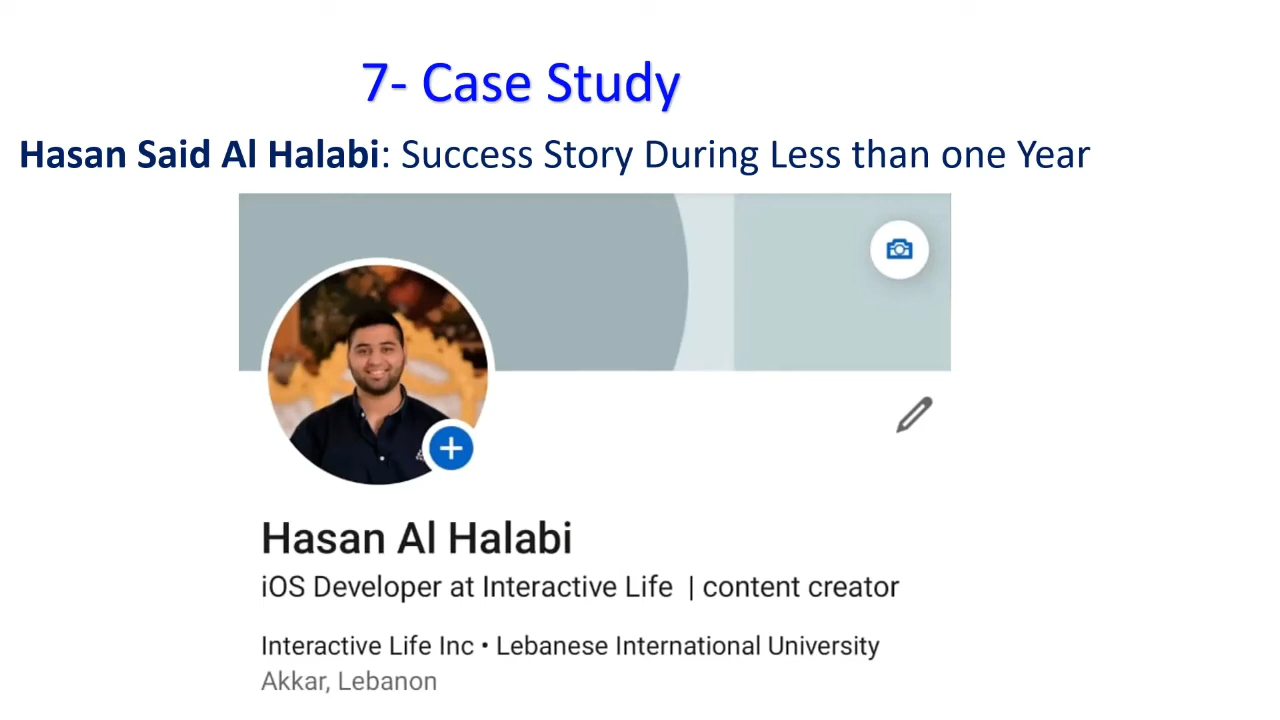 7- Case Study
Hasan Said Al Halabi: Success Story During Less than one Year
Hasan Al Halabi
iOS Developer at Interactive Life | content creator
Interactive Life Inc • Lebanese International University
Akkar, Lebanon